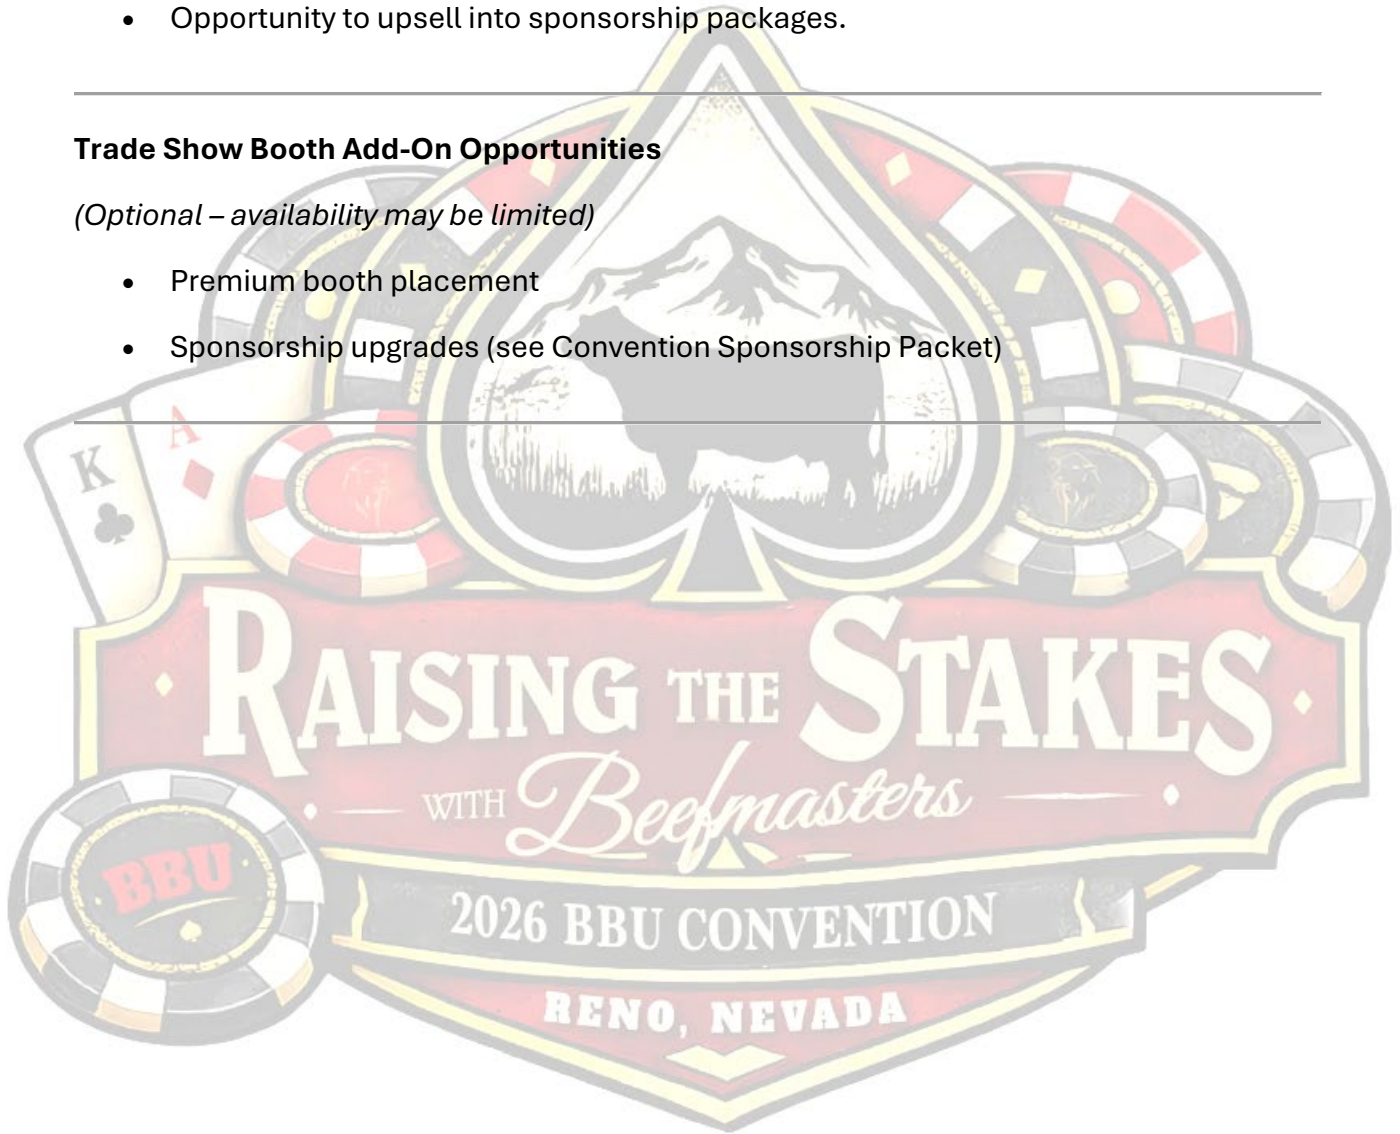 • Opportunity to upsell into sponsorship packages.
Trade Show Booth Add-On Opportunities
(Optional – availability may be limited)
• Premium booth placement
• Sponsorship upgrades (see Convention Sponsorship Packet)
K
A
RAISING THE STAKES
WITH Beefmasters
BBU
2026 BBU CONVENTION
RENO, NEVADA